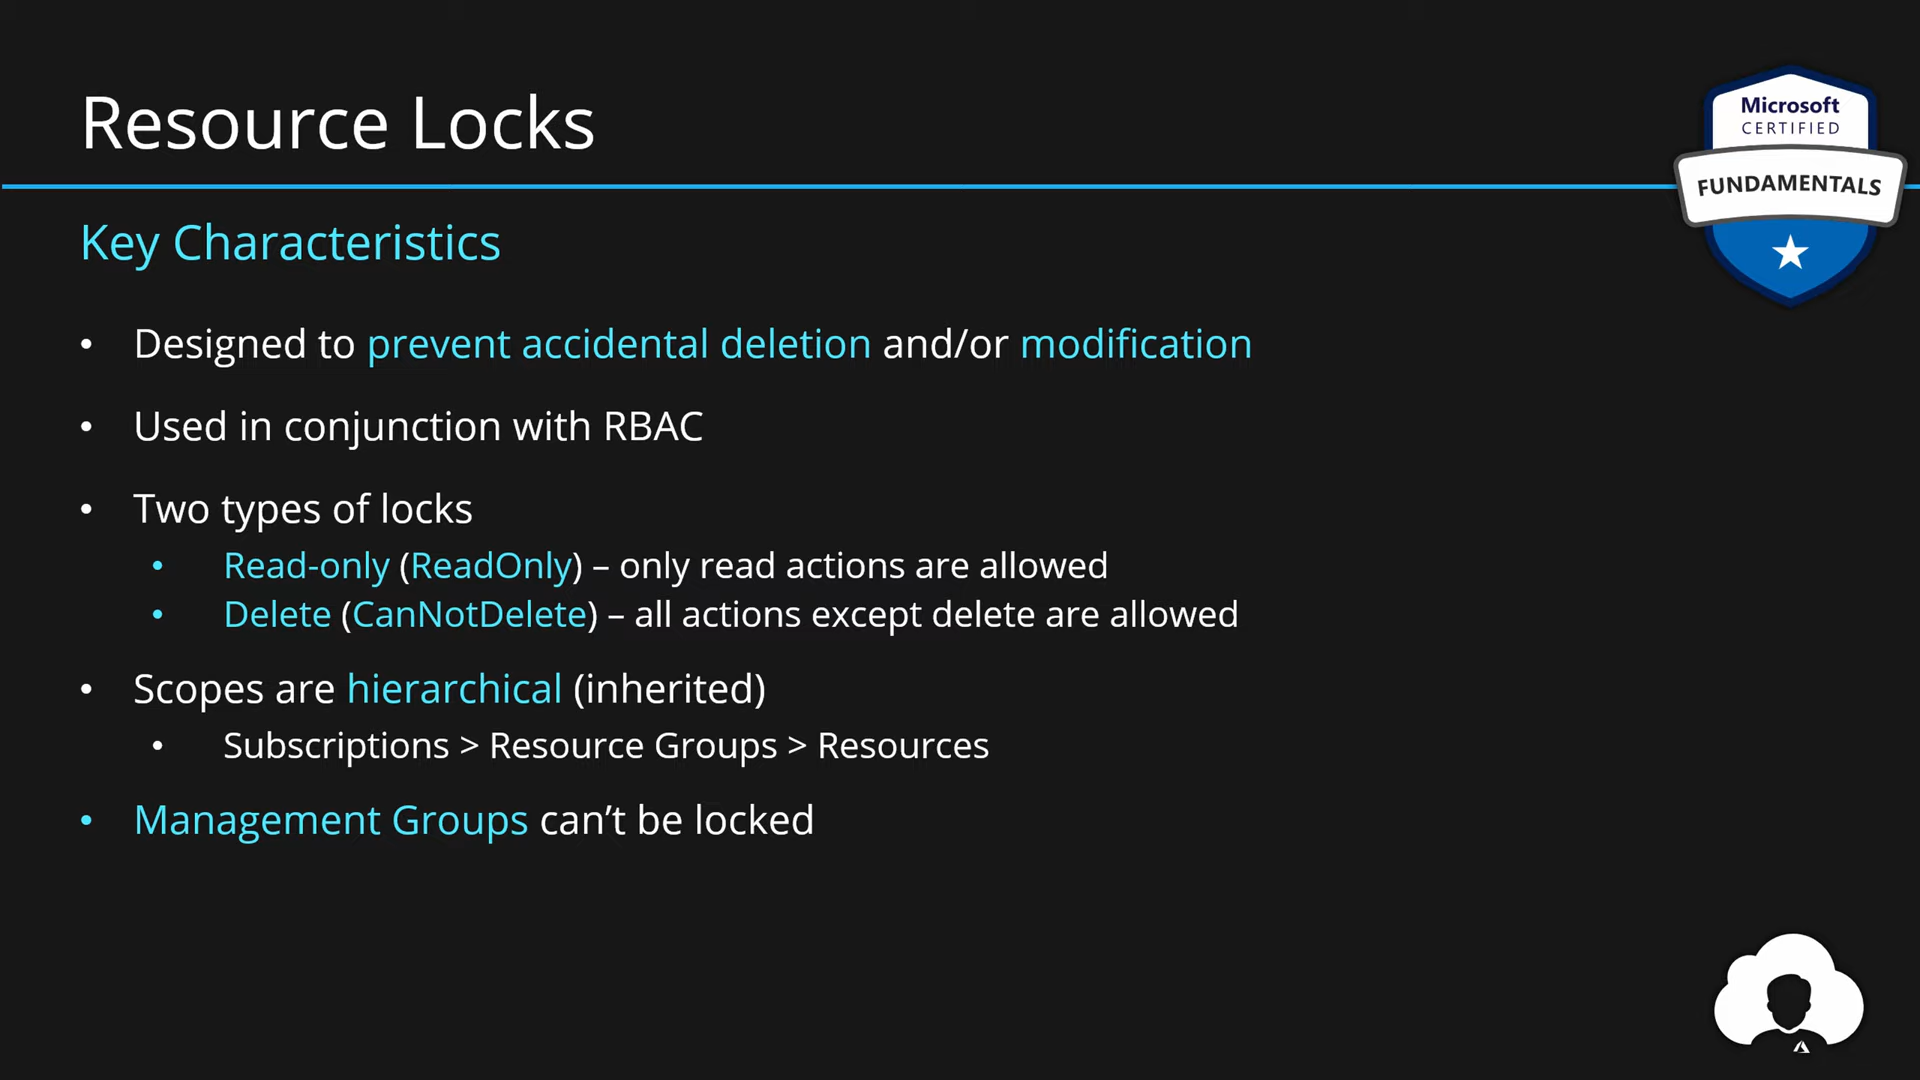 Resource Locks
Microsoft
CERTIFIED
FUNDAMENTALS
Key Characteristics
• Designed to prevent accidental deletion and/or modification
• Used in conjunction with RBAC
• Two types of locks
• Read-only (ReadOnly) – only read actions are allowed
• Delete (CanNotDelete) – all actions except delete are allowed
• Scopes are hierarchical (inherited)
• Subscriptions > Resource Groups > Resources
• Management Groups can’t be locked